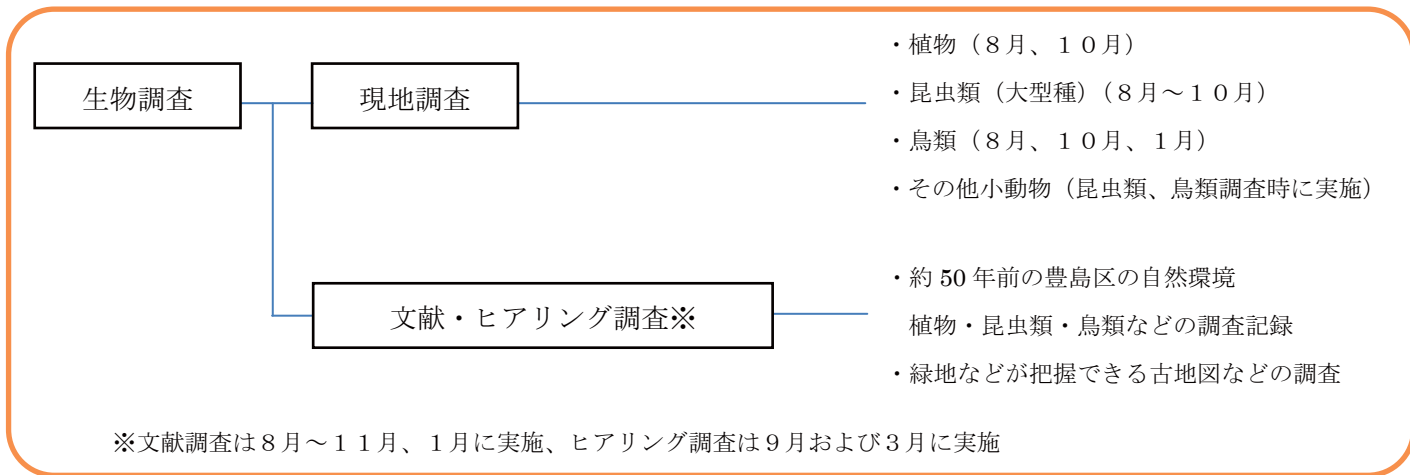 生物調査
現地調査
・植物（８月、１０月）
・昆虫類（大型種）（８月～１０月）
・鳥類（８月、１０月、１月）
・その他小動物（昆虫類、鳥類調査時に実施）
文献・ヒアリング調査※
・約 50 年前の豊島区の自然環境
植物・昆虫類・鳥類などの調査記録
・緑地などが把握できる古地図などの調査
※文献調査は８月～１１月、１月に実施、ヒアリング調査は９月および３月に実施